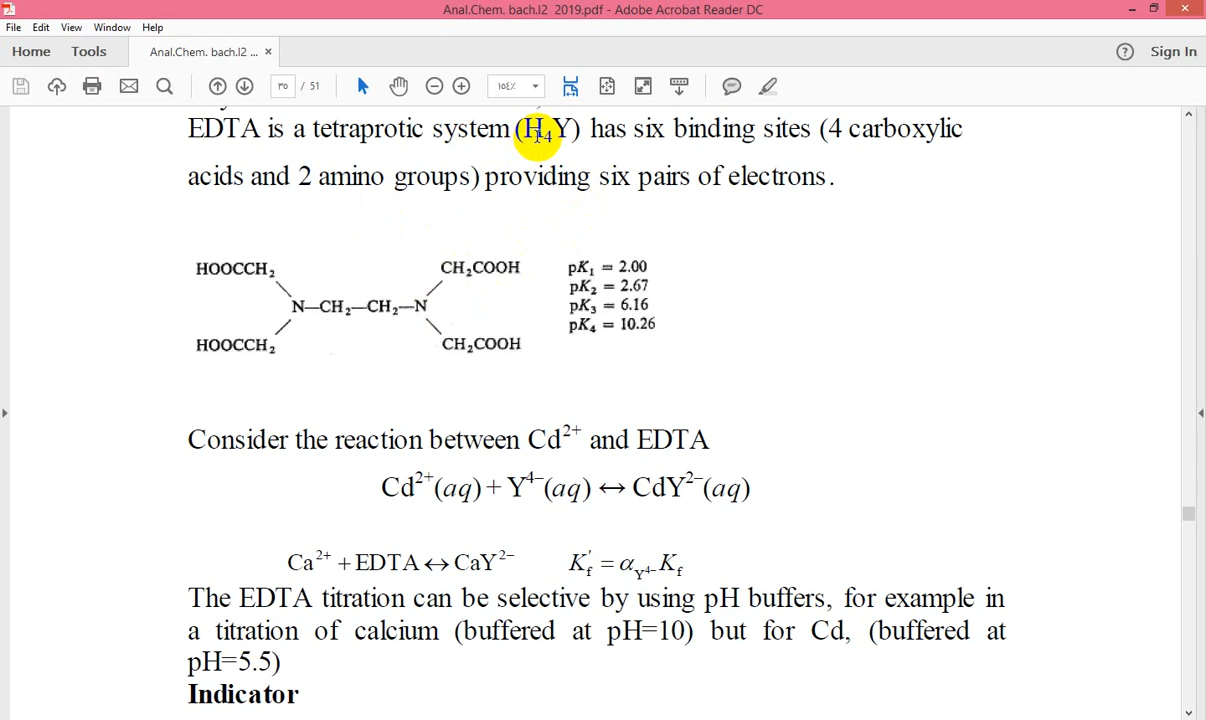 Anal.Chem. bach.l2 2019.pdf - Adobe Acrobat Reader DC
File Edit View Window Help
Home Tools Anal.Chem. bach.l2 ... × Sign In
٣٥ / 51 ١٥٤٪
EDTA is a tetraprotic system (H₄Y) has six binding sites (4 carboxylic
acids and 2 amino groups) providing six pairs of electrons.
HOOCCH₂ CH₂COOH pK₁ = 2.00
pK₂ = 2.67
N—CH₂—CH₂—N pK₃ = 6.16
pK₄ = 10.26
HOOCCH₂ CH₂COOH
Consider the reaction between Cd²⁺ and EDTA
Cd²⁺(aq) + Y⁴⁻(aq) ↔ CdY²⁻(aq)
Ca²⁺ + EDTA ↔ CaY²⁻ K′f = αY⁴⁻ Kf
The EDTA titration can be selective by using pH buffers, for example in
a titration of calcium (buffered at pH=10) but for Cd, (buffered at
pH=5.5)
Indicator